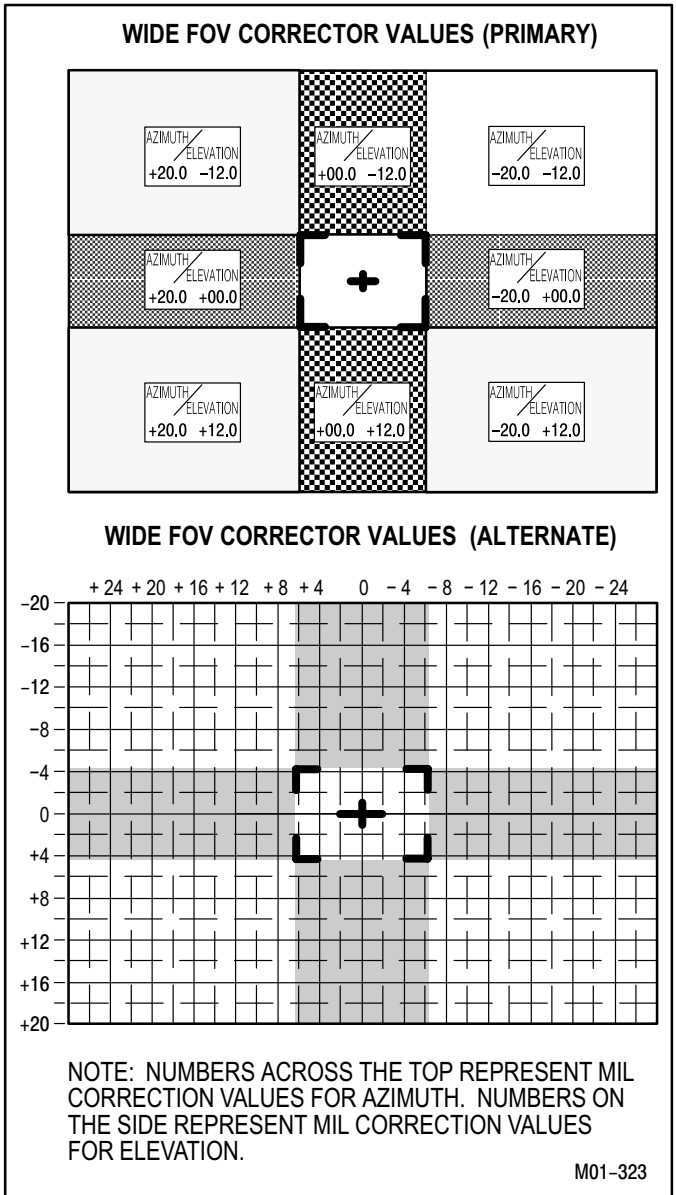 WIDE FOV CORRECTOR VALUES (PRIMARY)
AZIMUTH/ELEVATION +20.0 −12.0
AZIMUTH/ELEVATION +00.0 −12.0
AZIMUTH/ELEVATION −20.0 −12.0
AZIMUTH/ELEVATION +20.0 +00.0
AZIMUTH/ELEVATION −20.0 +00.0
AZIMUTH/ELEVATION +20.0 +12.0
AZIMUTH/ELEVATION +00.0 +12.0
AZIMUTH/ELEVATION −20.0 +12.0
WIDE FOV CORRECTOR VALUES (ALTERNATE)
+ 24 + 20 + 16 + 12 + 8 + 4 0 − 4 − 8 − 12 − 16 − 20 − 24
−20
−16
−12
−8
−4
0
+4
+8
+12
+16
+20
NOTE: NUMBERS ACROSS THE TOP REPRESENT MIL
CORRECTION VALUES FOR AZIMUTH. NUMBERS ON
THE SIDE REPRESENT MIL CORRECTION VALUES
FOR ELEVATION.
M01−323